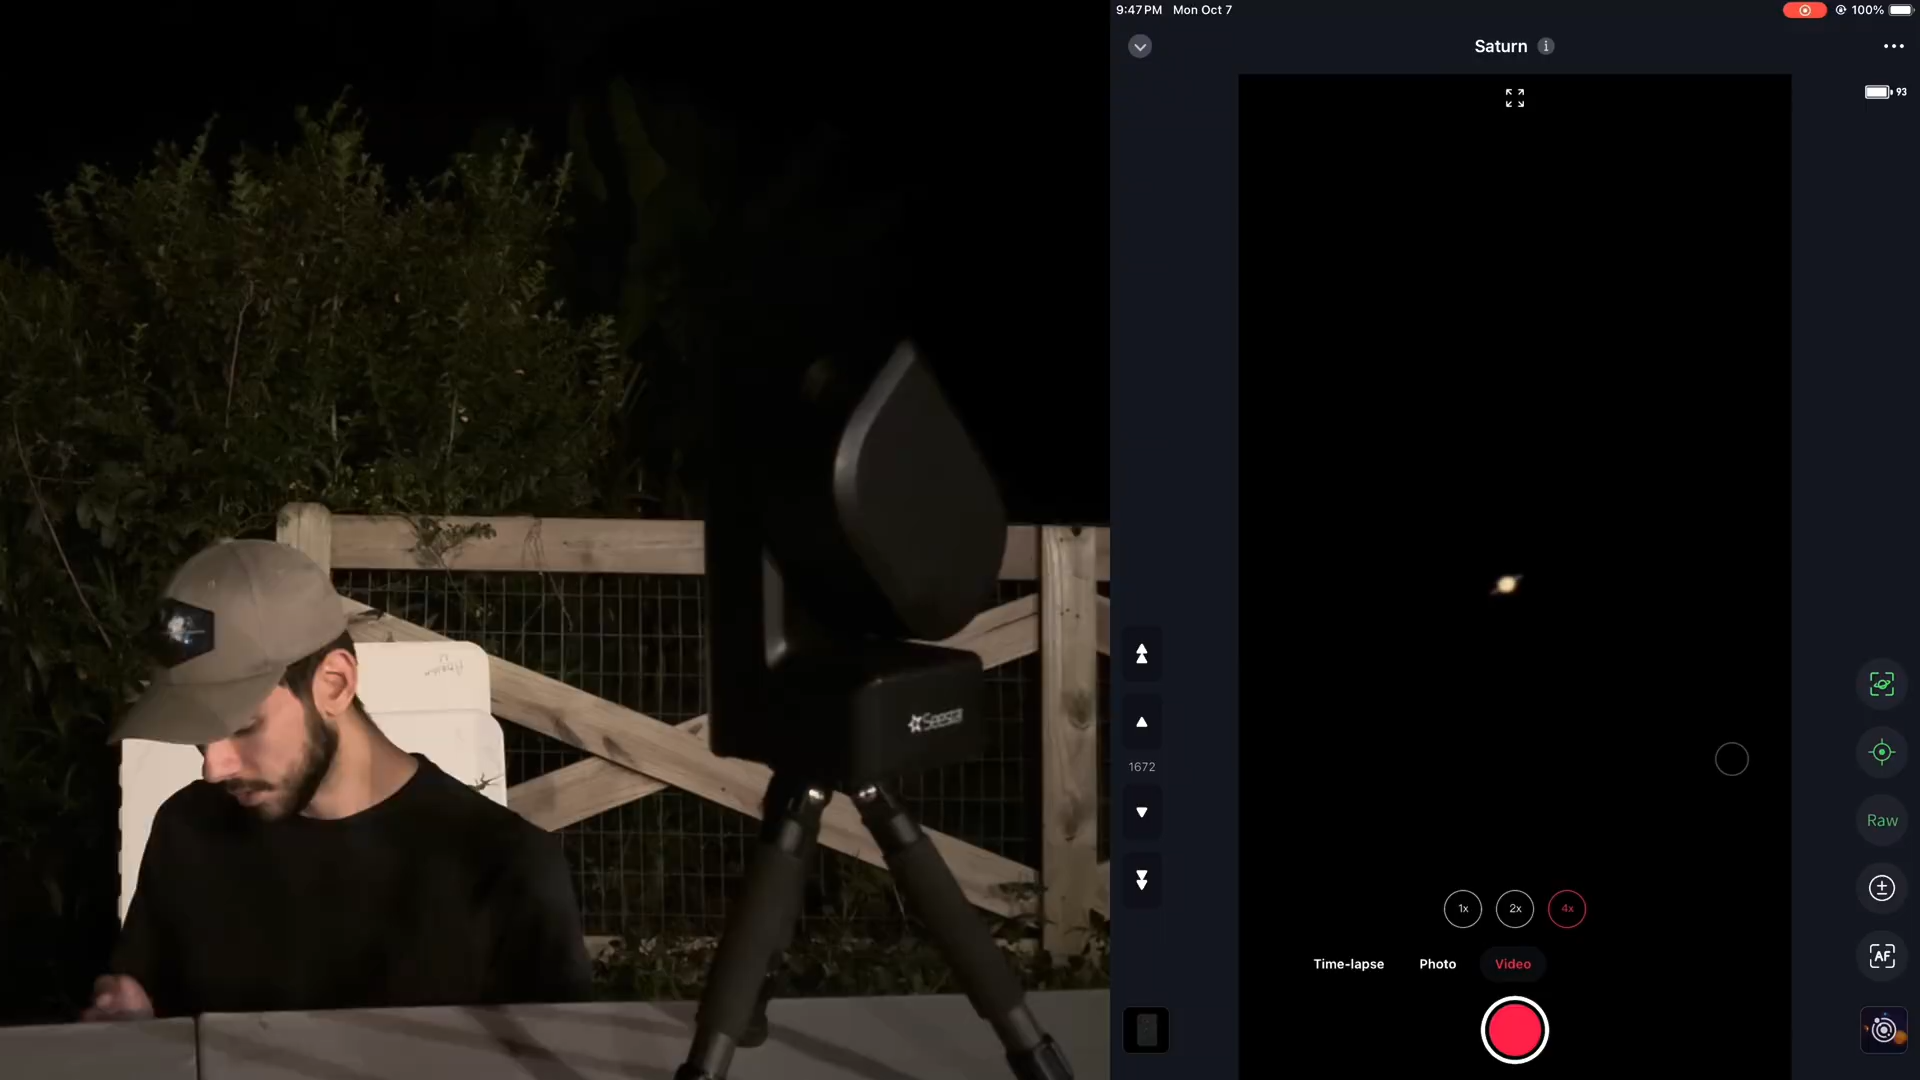 9:47 PM Mon Oct 7
100%
Saturn
93
Seestar
1672
Raw
1x 2x 4x
AF
Time-lapse Photo Video